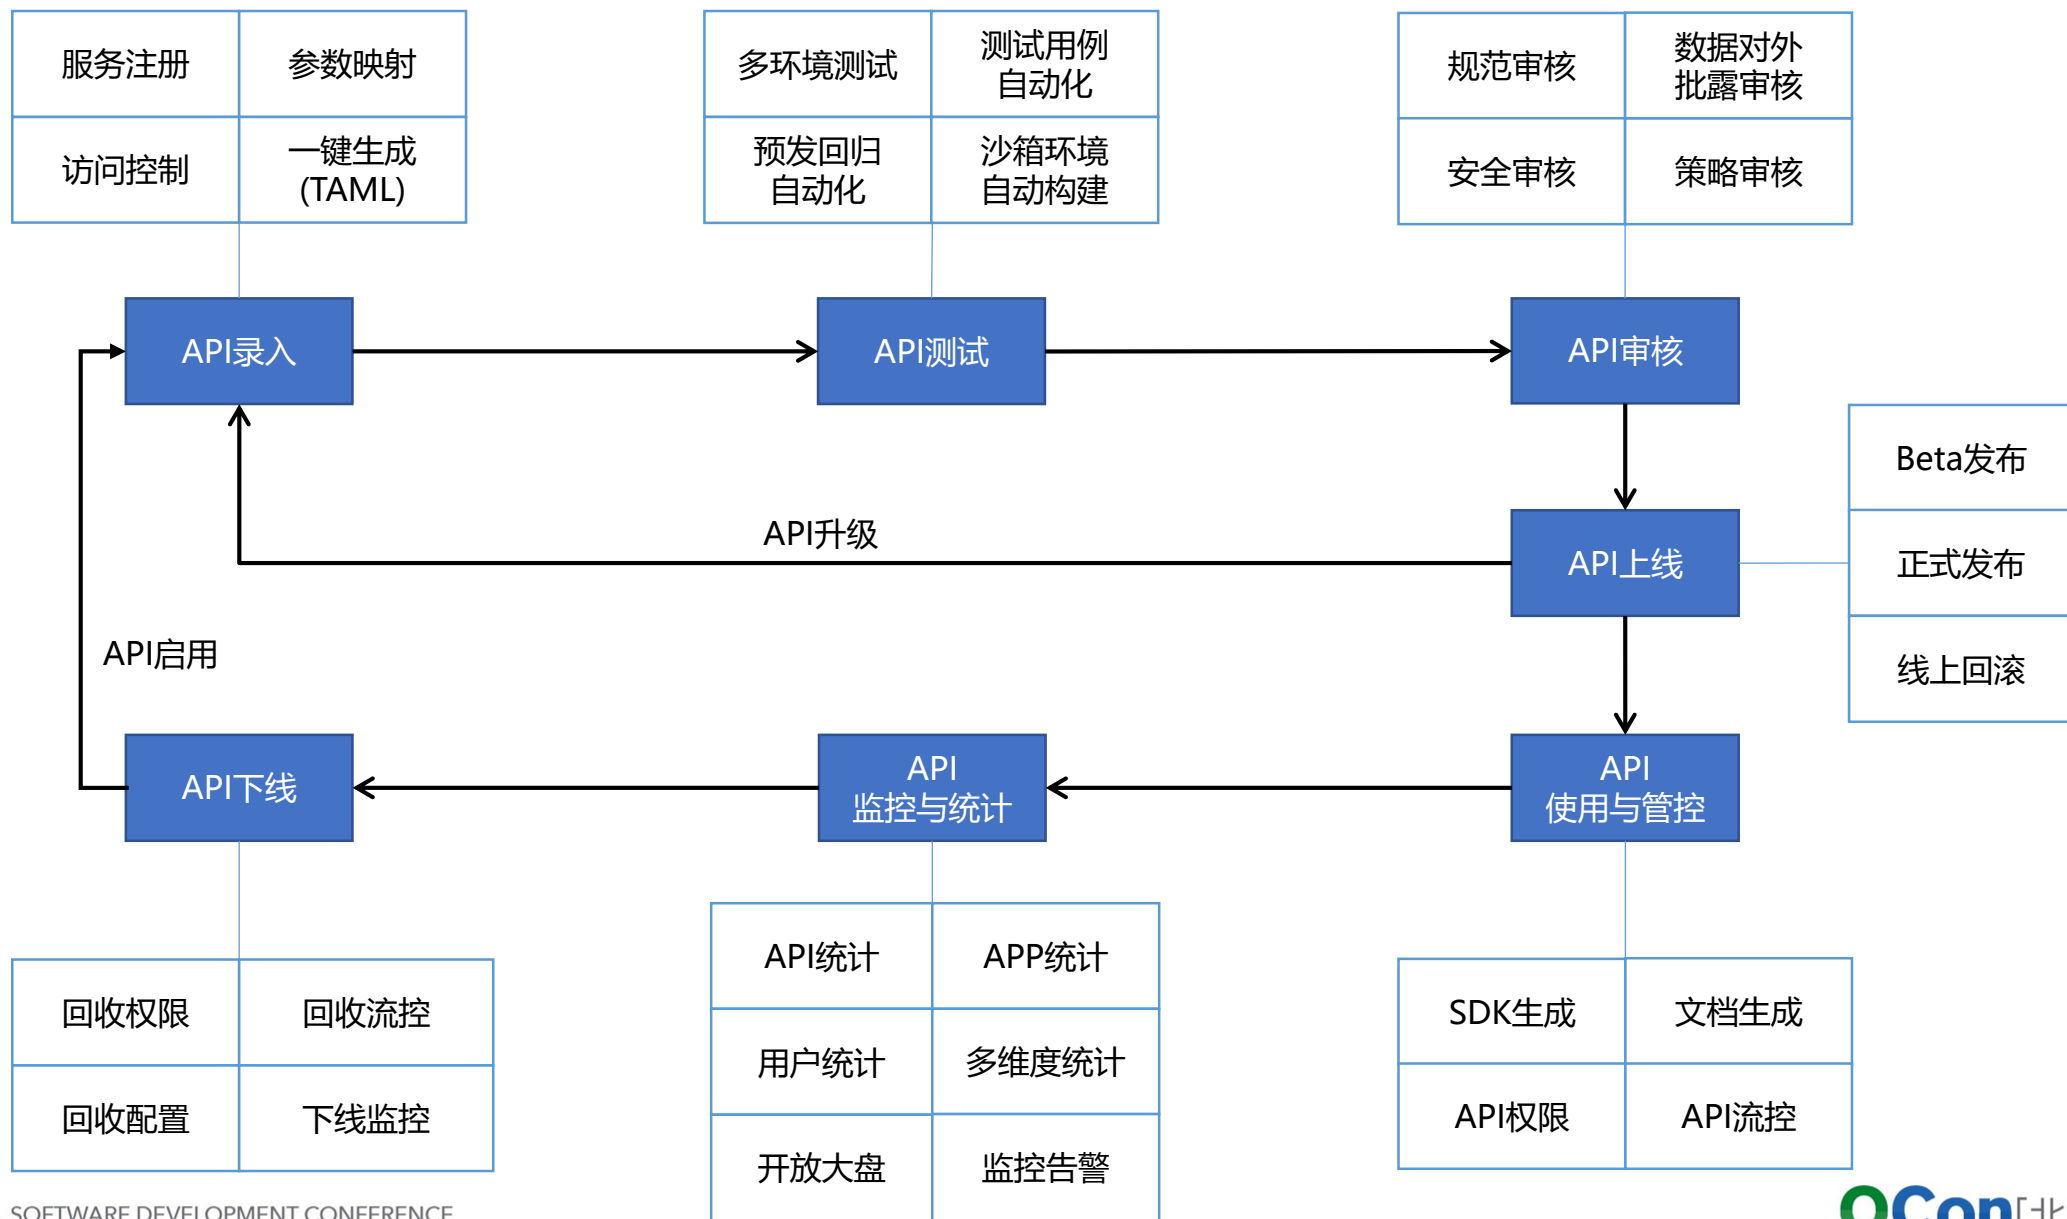 服务注册
参数映射
访问控制
一键生成
(TAML)
多环境测试
测试用例
自动化
预发回归
自动化
沙箱环境
自动构建
规范审核
数据对外
批露审核
安全审核
策略审核
API录入
API测试
API审核
Beta发布
正式发布
线上回滚
API升级
API上线
API启用
API下线
API
监控与统计
API
使用与管控
回收权限
回收流控
回收配置
下线监控
API统计
APP统计
用户统计
多维度统计
开放大盘
监控告警
SDK生成
文档生成
API权限
API流控
SOFTWARE DEVELOPMENT CONFERENCE
QCon